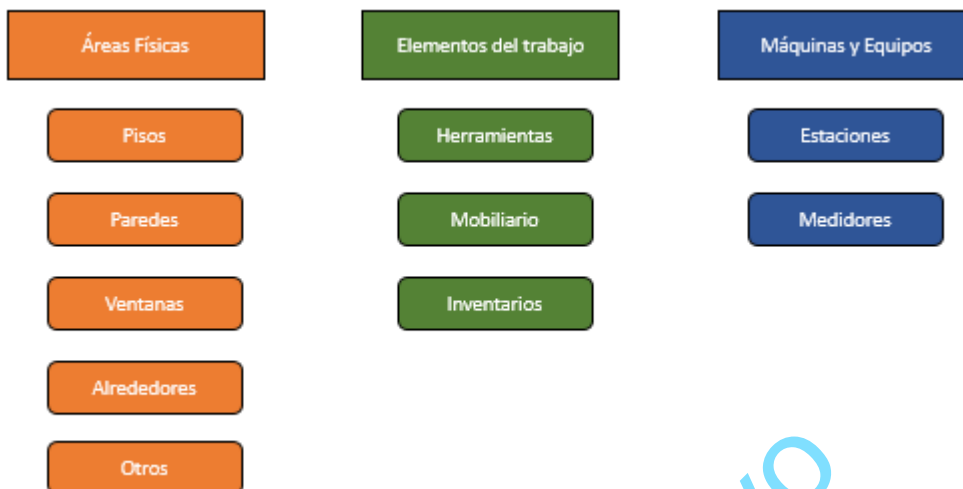 Áreas Físicas
Elementos del trabajo
Máquinas y Equipos
Pisos
Herramientas
Estaciones
Paredes
Mobiliario
Medidores
Ventanas
Inventarios
Alrededores
Otros